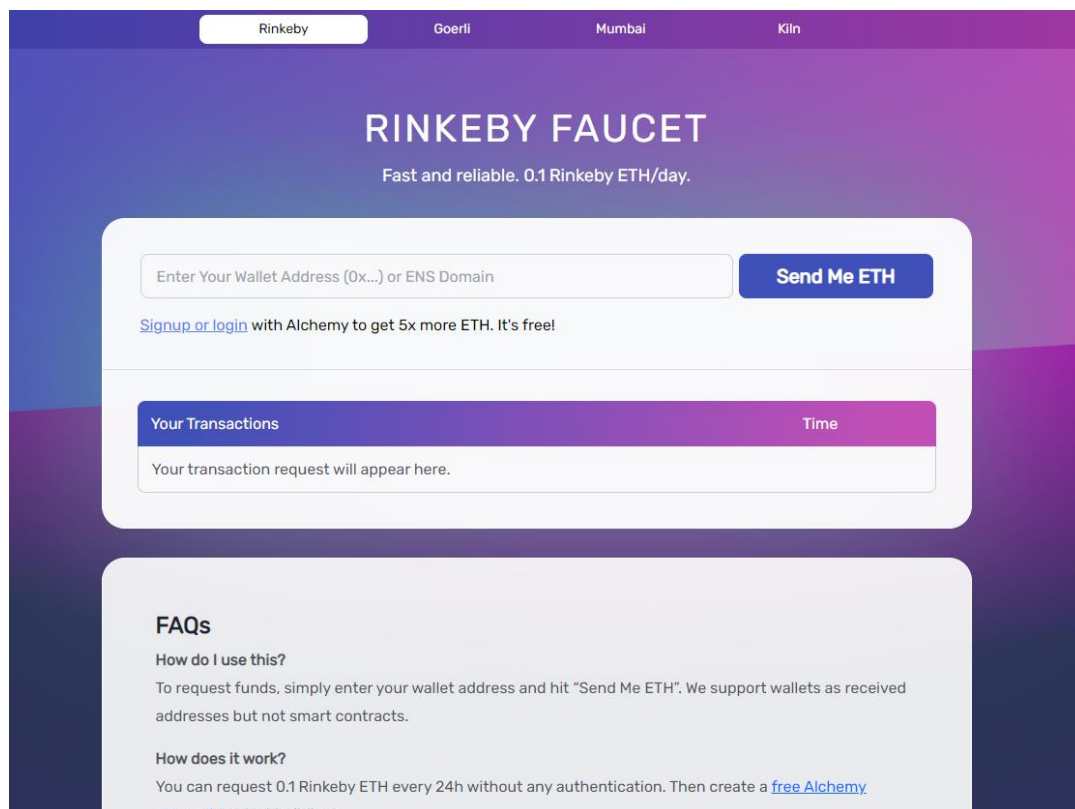 Rinkeby Goerli Mumbai Kiln
RINKEBY FAUCET
Fast and reliable. 0.1 Rinkeby ETH/day.
Enter Your Wallet Address (0x...) or ENS Domain
Send Me ETH
Signup or login with Alchemy to get 5x more ETH. It's free!
Your Transactions Time
Your transaction request will appear here.
FAQs
How do I use this?
To request funds, simply enter your wallet address and hit “Send Me ETH”. We support wallets as received
addresses but not smart contracts.
How does it work?
You can request 0.1 Rinkeby ETH every 24h without any authentication. Then create a free Alchemy